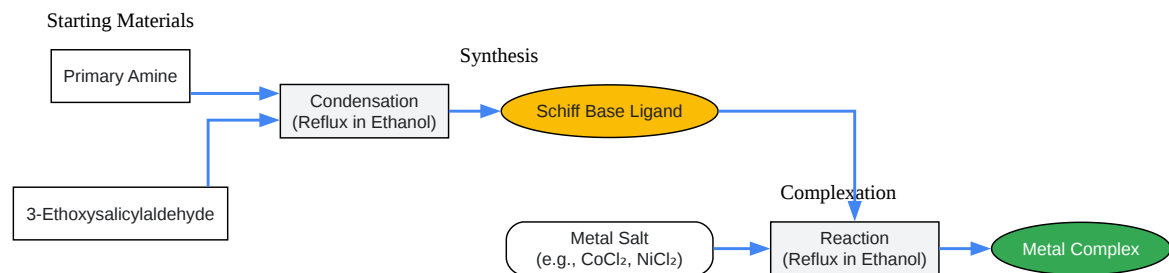 Starting Materials
Primary Amine
3-Ethoxysalicylaldehyde
Synthesis
Condensation
(Reflux in Ethanol)
Schiff Base Ligand
Complexation
Metal Salt
(e.g., CoCl₂, NiCl₂)
Reaction
(Reflux in Ethanol)
Metal Complex